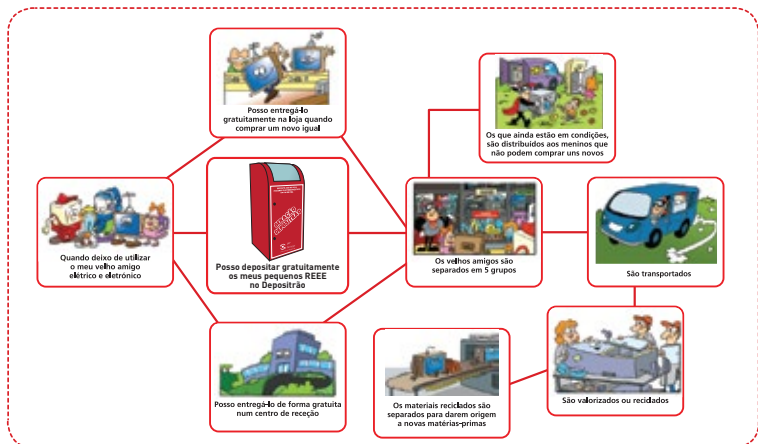 Posso entregá-lo
gratuitamente na loja quando
comprar um novo igual
Os que ainda estão em condições,
são distribuídos aos meninos que
não podem comprar uns novos
Quando deixo de utilizar
o meu velho amigo
elétrico e eletrónico
Posso depositar gratuitamente
os meus pequenos REEE
no Depositrão
Os velhos amigos são
separados em 5 grupos
São transportados
Posso entregá-lo de forma gratuita
num centro de receção
Os materiais reciclados são
separados para darem origem
a novas matérias-primas
São valorizados ou reciclados